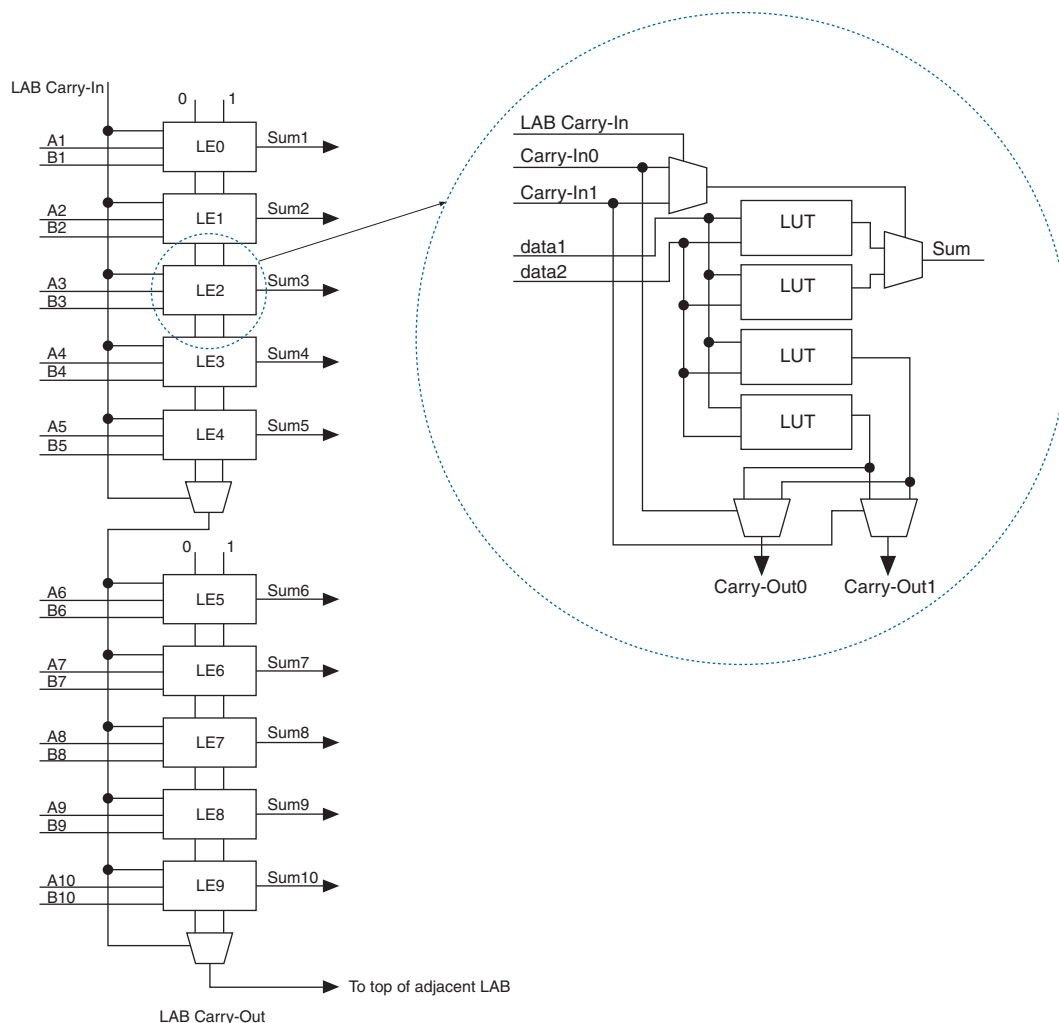 LAB Carry-In
0 1
A1
B1
LE0
Sum1
A2
B2
LE1
Sum2
A3
B3
LE2
Sum3
A4
B4
LE3
Sum4
A5
B5
LE4
Sum5
0 1
A6
B6
LE5
Sum6
A7
B7
LE6
Sum7
A8
B8
LE7
Sum8
A9
B9
LE8
Sum9
A10
B10
LE9
Sum10
To top of adjacent LAB
LAB Carry-Out
LAB Carry-In
Carry-In0
Carry-In1
data1
data2
LUT
LUT
LUT
LUT
Sum
Carry-Out0
Carry-Out1